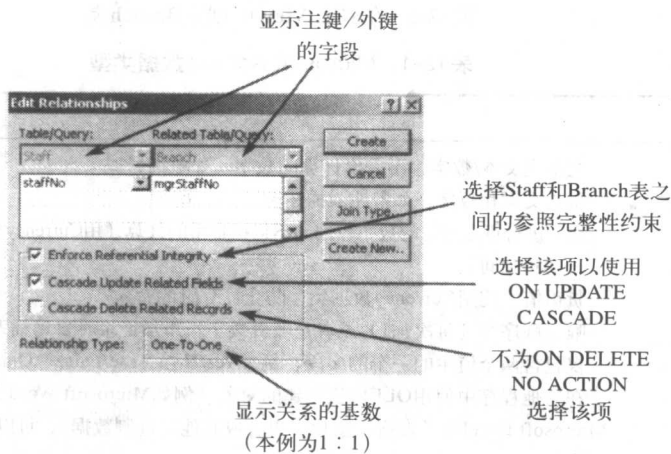 显示主键/外键
的字段
Edit Relationships
Table/Query:
Related Table/Query:
Staff
Branch
staffNo
mgrStaffNo
Create
Cancel
Join Type..
Create New..
Enforce Referential Integrity
Cascade Update Related Fields
Cascade Delete Related Records
Relationship Type:
One-To-One
选择Staff和Branch表之
间的参照完整性约束
选择该项以使用
ON UPDATE
CASCADE
不为ON DELETE
NO ACTION
选择该项
显示关系的基数
(本例为1:1)